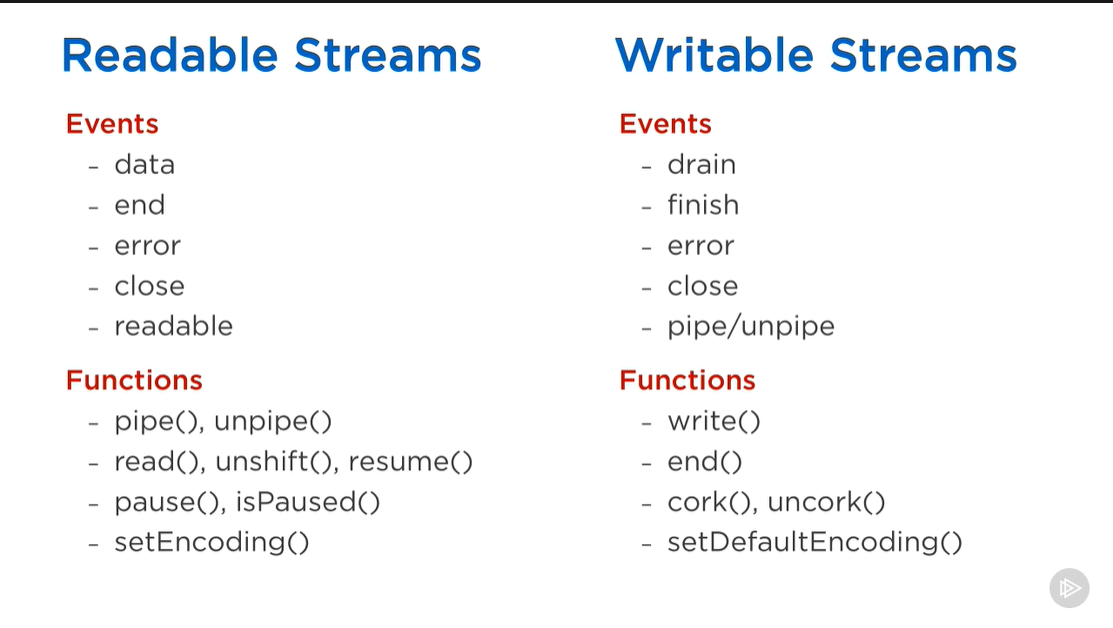 Readable Streams
Events
- data
- end
- error
- close
- readable
Functions
- pipe(), unpipe()
- read(), unshift(), resume()
- pause(), isPaused()
- setEncoding()
Writable Streams
Events
- drain
- finish
- error
- close
- pipe/unpipe
Functions
- write()
- end()
- cork(), uncork()
- setDefaultEncoding()